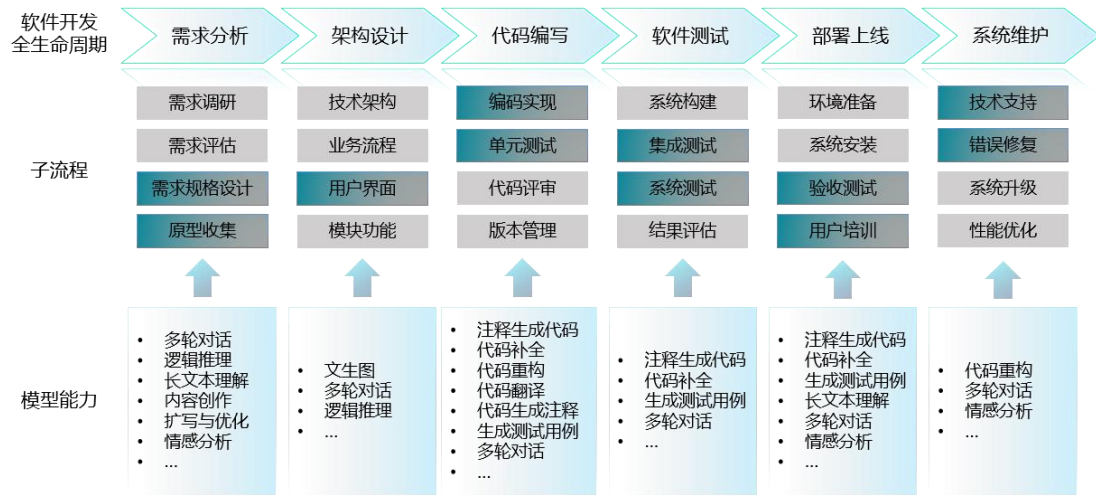 软件开发
全生命周期
需求分析
架构设计
代码编写
软件测试
部署上线
系统维护
子流程
需求调研
需求评估
需求规格设计
原型收集
技术架构
业务流程
用户界面
模块功能
编码实现
单元测试
代码评审
版本管理
系统构建
集成测试
系统测试
结果评估
环境准备
系统安装
验收测试
用户培训
技术支持
错误修复
系统升级
性能优化
模型能力
• 多轮对话
• 逻辑推理
• 长文本理解
• 内容创作
• 扩写与优化
• 情感分析
• ...
• 文生图
• 多轮对话
• 逻辑推理
• ...
• 注释生成代码
• 代码补全
• 代码重构
• 代码翻译
• 代码生成注释
• 生成测试用例
• 多轮对话
• ...
• 注释生成代码
• 代码补全
• 生成测试用例
• 多轮对话
• ...
• 注释生成代码
• 代码补全
• 生成测试用例
• 长文本理解
• 多轮对话
• 情感分析
• ...
• 代码重构
• 多轮对话
• 情感分析
• ...